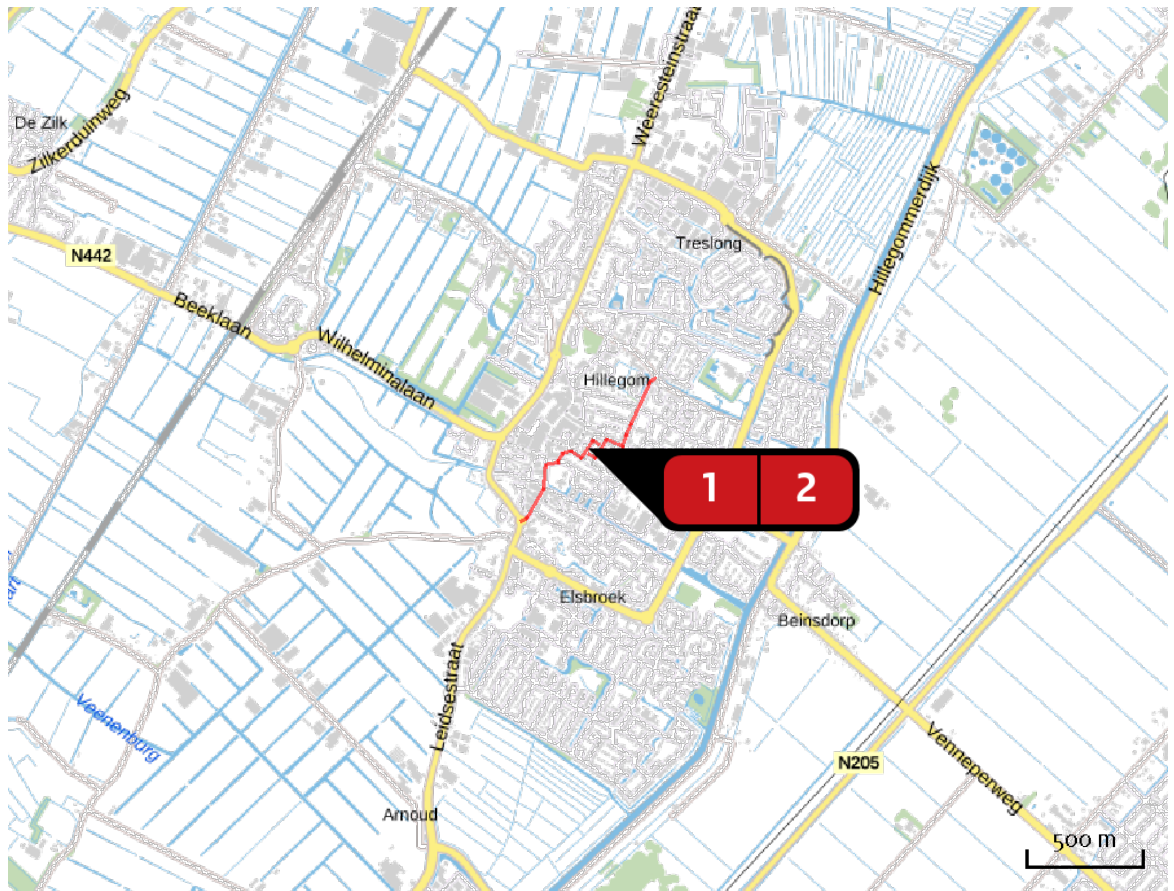 Weeresteinstraat
De Zilk
Zilkerduinweg
Hillegommerdijk
Treslong
N442
Beeklaan
Wilhelminalaan
Hillegom
1 2
Elsbroek
Beinsdorp
Leidsestraat
Veenenburg
N205
Venneperweg
Arnoud
500 m